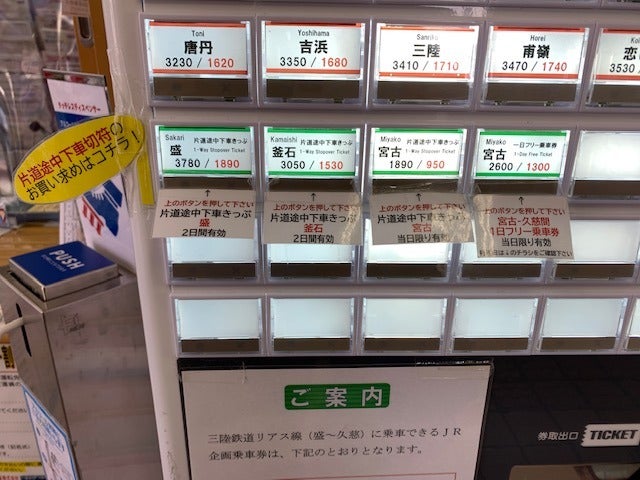 Toni
唐丹
3230 / 1620
Yoshihama
吉浜
3350 / 1680
Sanriku
三陸
3410 / 1710
Horei
甫嶺
3470 / 1740
恋
3530
Sakari 片道途中下車きっぷ
盛 1-Way Stopover Ticket
3780 / 1890
Kamaishi 片道途中下車きっぷ
釜石 1-Way Stopover Ticket
3050 / 1530
Miyako 片道途中下車きっぷ
宮古 1-Way Stopover Ticket
1890 / 950
Miyako 一日フリー乗車券
宮古 1-Day Free Ticket
2600 / 1300
↑
上のボタンを押して下さい
片道途中下車きっぷ
盛
2日間有効
↑
上のボタンを押して下さい
片道途中下車きっぷ
釜石
2日間有効
↑
上のボタンを押して下さい
片道途中下車きっぷ
宮古
当日限り有効
↑
上のボタンを押して下さい
宮古-久慈間
1日フリー乗車券
当日限り有効
タッチレスディスペンサー
片道途中下車切符の
お買い求めはコチラ!
PUSH
ご案内
三陸鉄道リアス線(盛~久慈)に乗車できるJR
企画乗車券は、下記のとおりとなります。
券取出口 TICKET